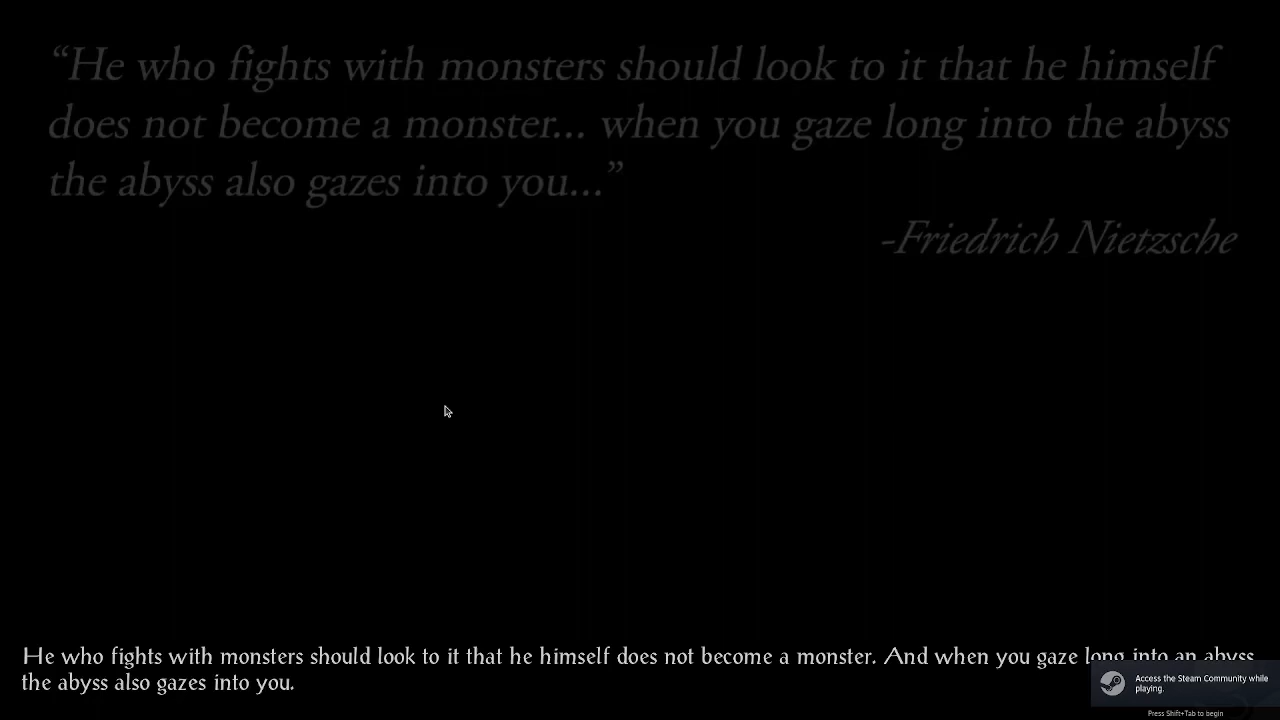 “He who fights with monsters should look to it that he himself
does not become a monster... when you gaze long into the abyss
the abyss also gazes into you...”
-Friedrich Nietzsche
He who fights with monsters should look to it that he himself does not become a monster. And when you gaze long into an abyss
the abyss also gazes into you.
Access the Steam Community while
playing.
Press Shift+Tab to begin